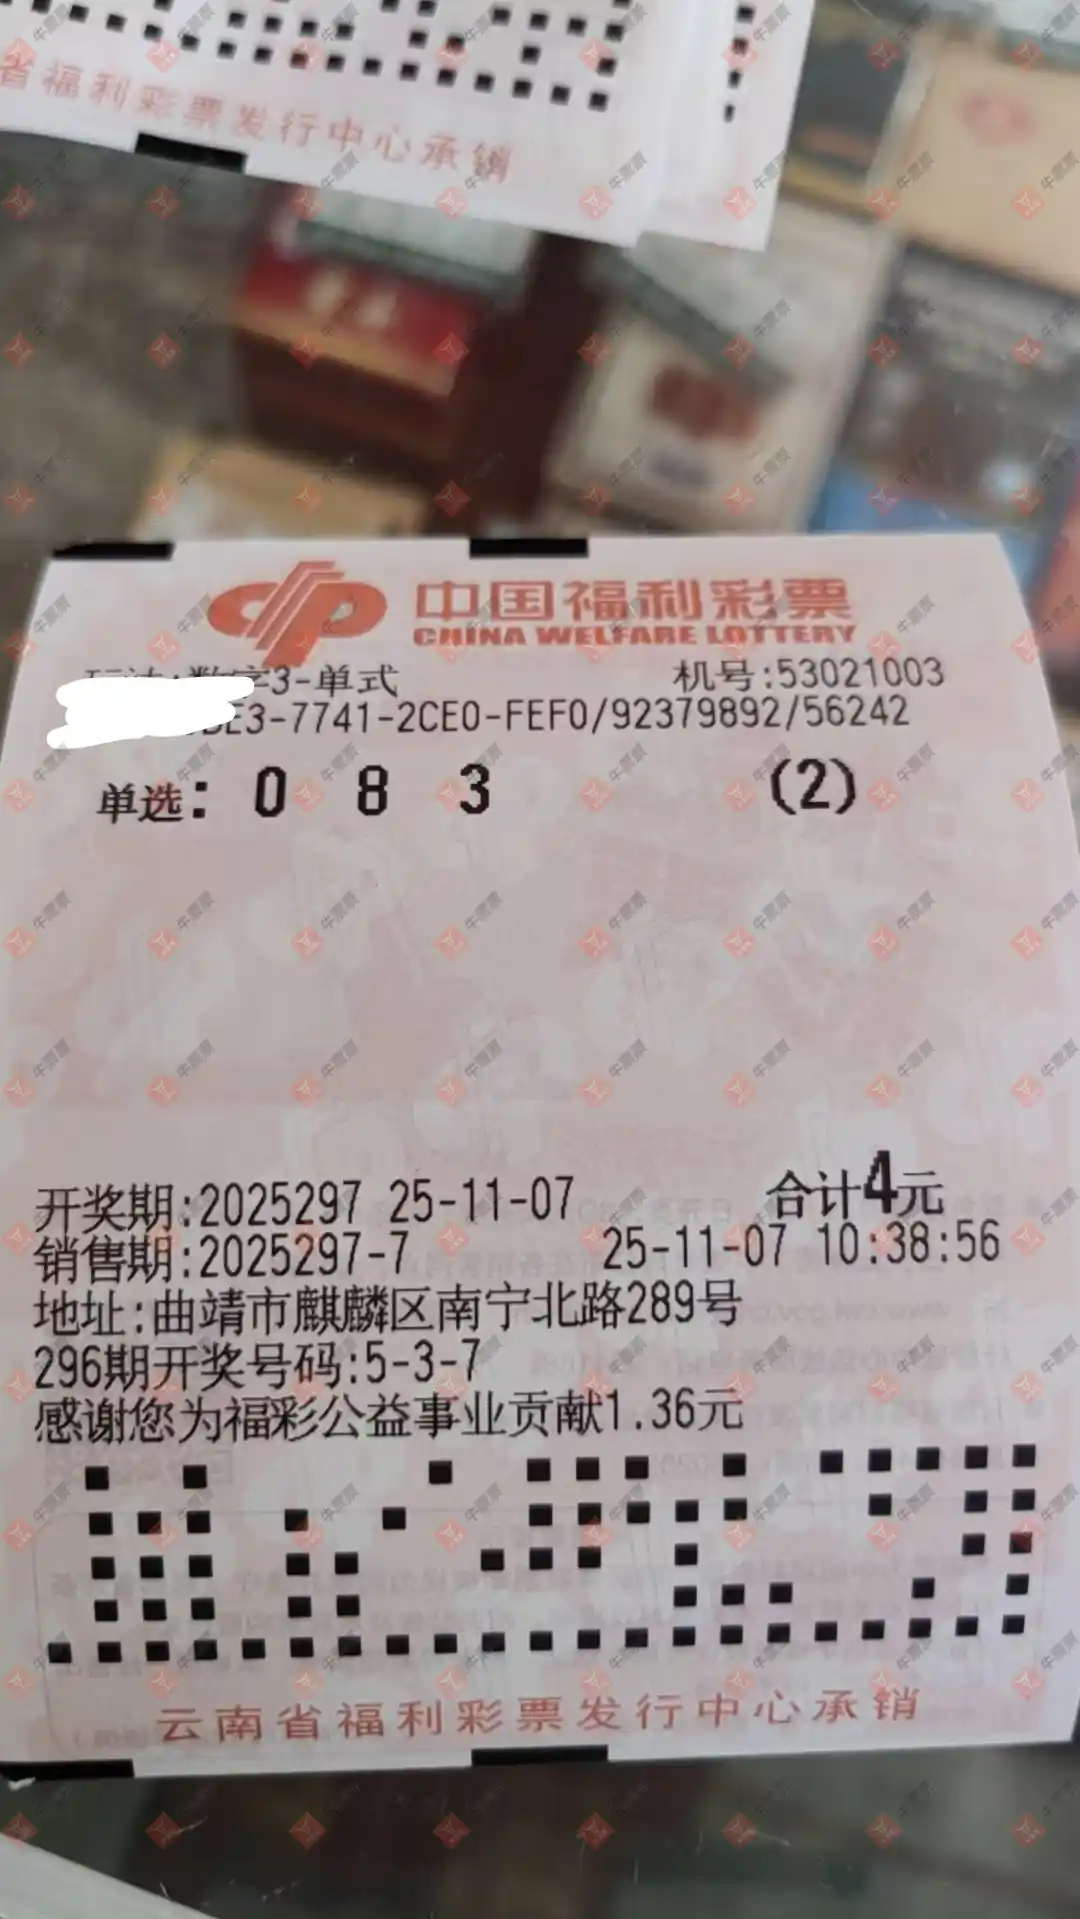 省福利彩票发行中心承销
中国福利彩票
CHINA WELFARE LOTTERY
3-单式 机号:53021003
E3-7741-2CE0-FEF0/92379892/56242
单选: 0 8 3 (2)
开奖期:2025297 25-11-07 合计4元
销售期:2025297-7 25-11-07 10:38:56
地址:曲靖市麒麟区南宁北路289号
296期开奖号码:5-3-7
感谢您为福彩公益事业贡献1.36元
云南省福利彩票发行中心承销
牛票票